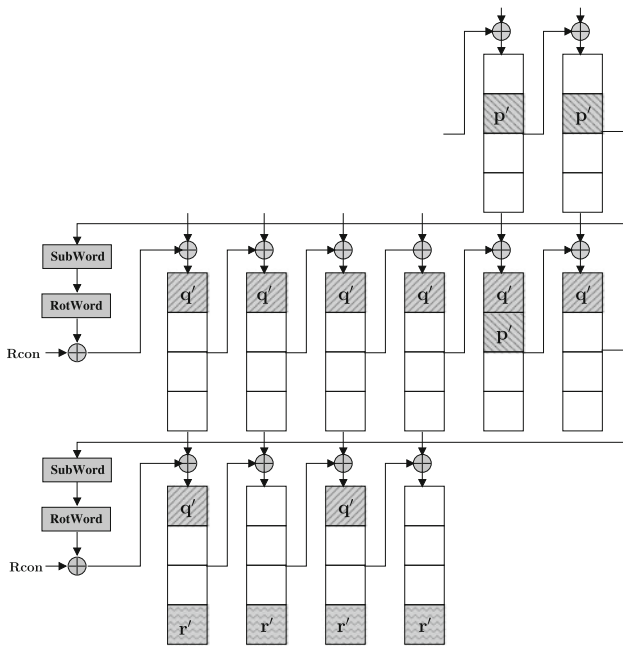 p′ p′
SubWord
q′ q′ q′ q′ q′ q′
RotWord
p′
Rcon
SubWord
q′ q′
RotWord
Rcon
r′ r′ r′ r′